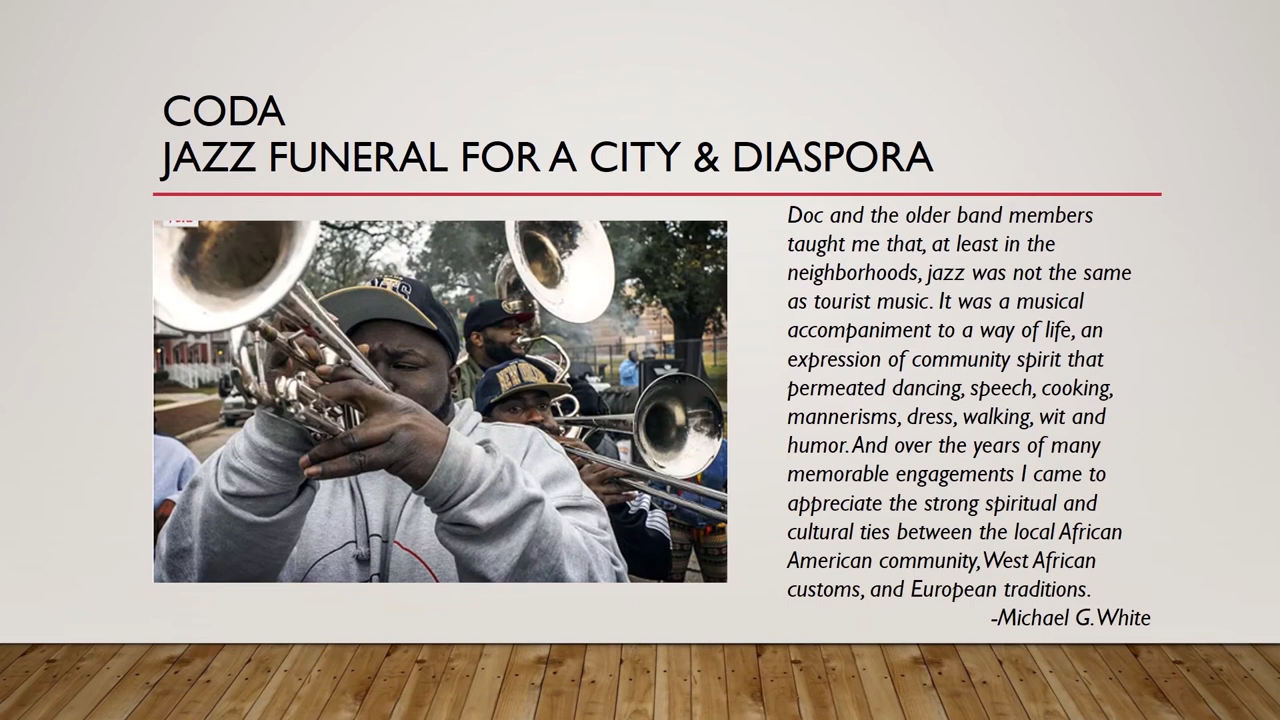 CODA
JAZZ FUNERAL FOR A CITY & DIASPORA
Doc and the older band members
taught me that, at least in the
neighborhoods, jazz was not the same
as tourist music. It was a musical
accompaniment to a way of life, an
expression of community spirit that
permeated dancing, speech, cooking,
mannerisms, dress, walking, wit and
humor. And over the years of many
memorable engagements I came to
appreciate the strong spiritual and
cultural ties between the local African
American community, West African
customs, and European traditions.
-Michael G. White